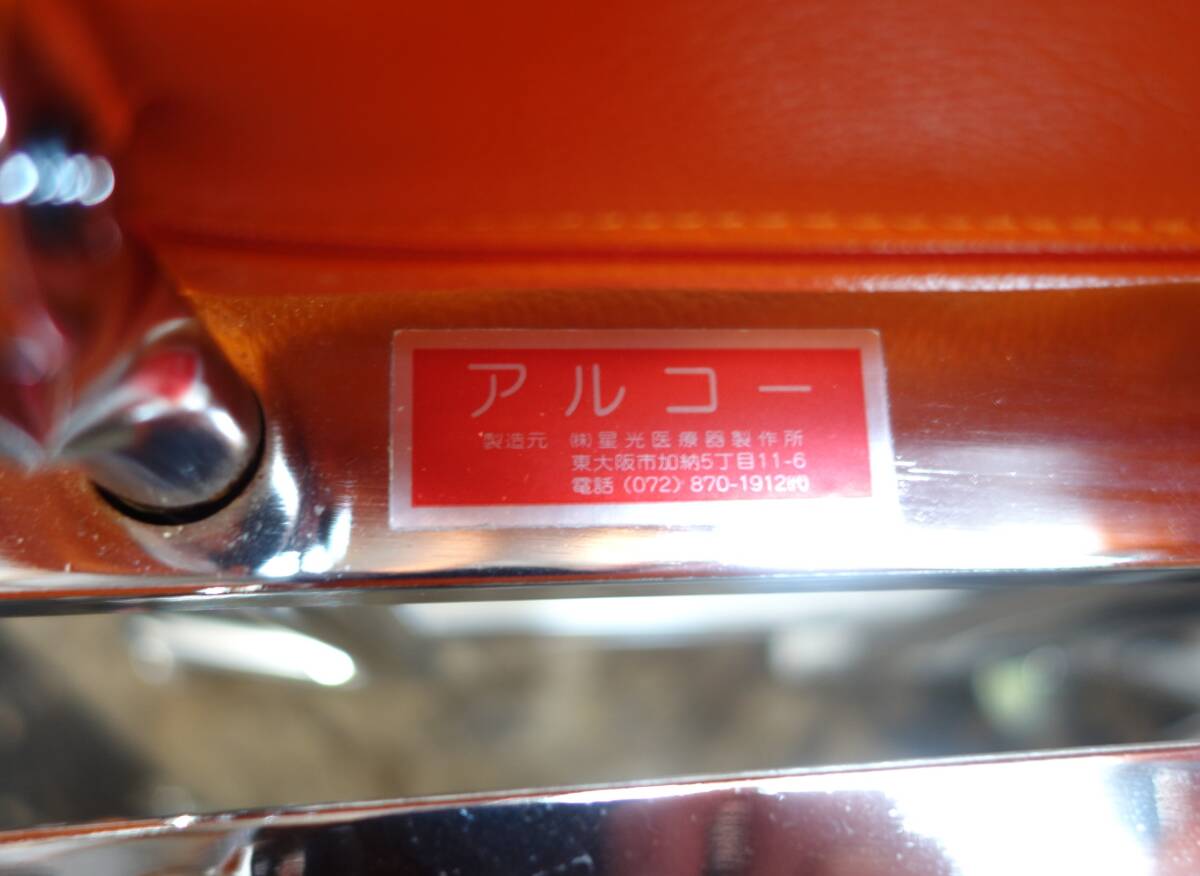 アルコー
製造元 ㈱星光医療器製作所
東大阪市加納5丁目11-6
電話 (072) 870-1912㈹